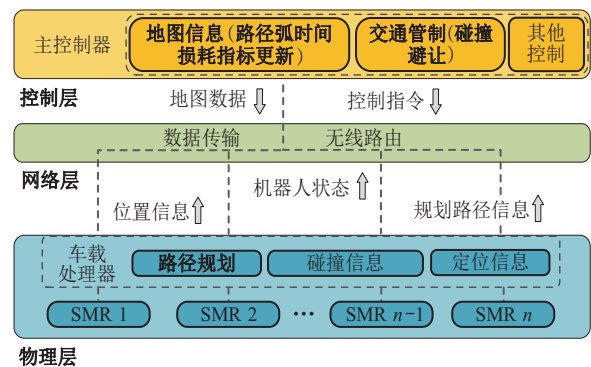 主控制器
地图信息(路径弧时间
损耗指标更新)
交通管制(碰撞
避让)
其他
控制
控制层
地图数据
控制指令
数据传输
无线路由
网络层
位置信息
机器人状态
规划路径信息
车载
处理器
路径规划
碰撞信息
定位信息
SMR 1
SMR 2
···
SMR n-1
SMR n
物理层